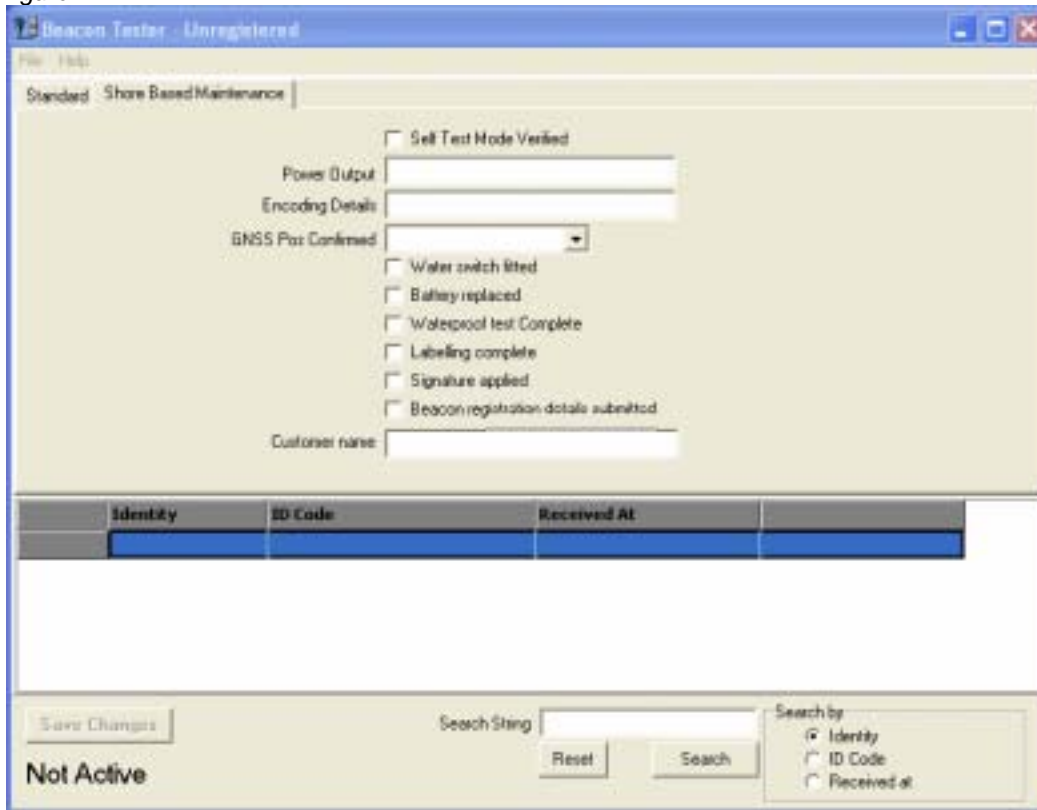 Beacon Tester - Unregistered
File Help
Standard Shore Based Maintenance
Self Test Mode Verified
Power Output
Encoding Details
GNSS Pos Confirmed
Water switch fitted
Battery replaced
Waterproof test Complete
Labelling complete
Signature applied
Beacon registration details submitted
Customer name
Identity ID Code Received At
Save Changes
Search String
Search by
Identity
Reset Search
ID Code
Not Active
Received at